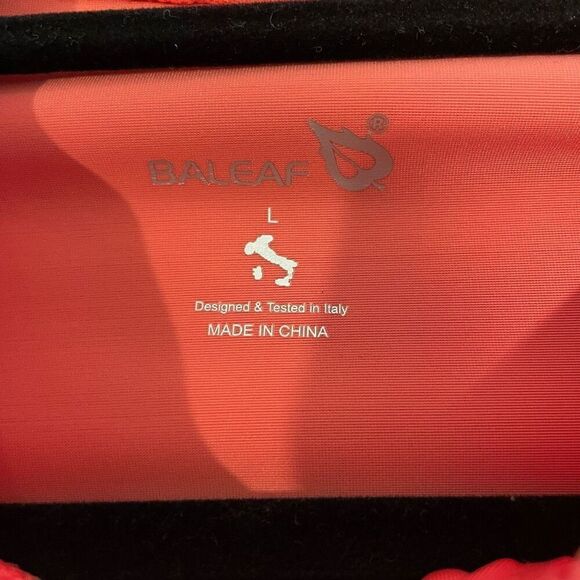 BALEAF ®
L
Designed & Tested in Italy
MADE IN CHINA